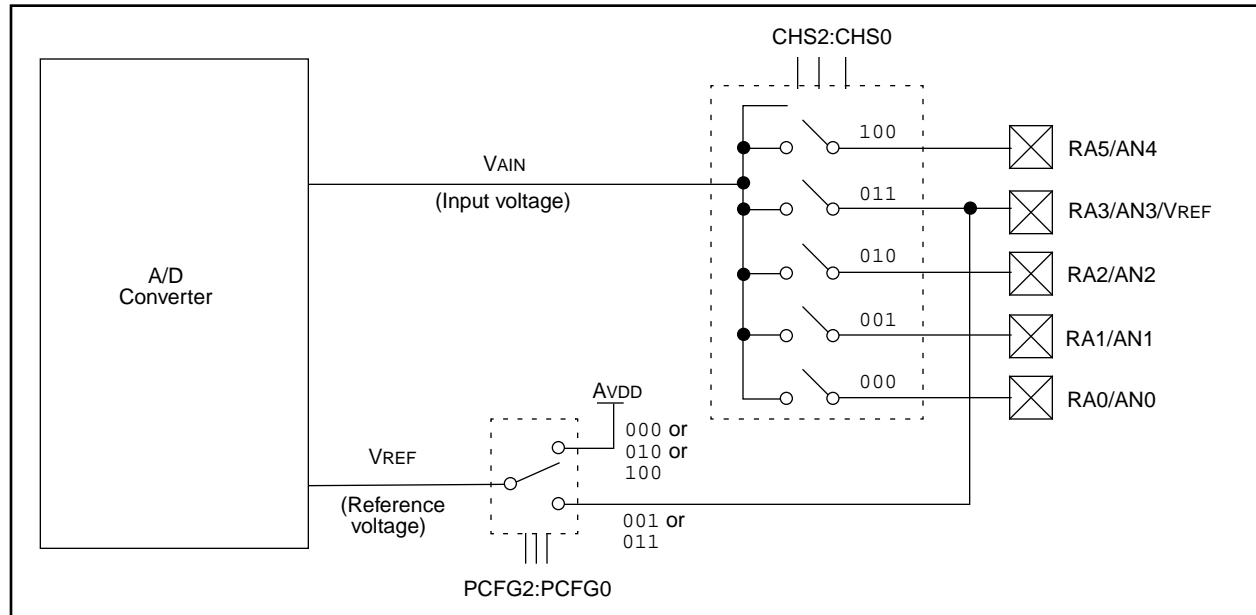 CHS2:CHS0
100
RA5/AN4
VAIN
(Input voltage)
011
RA3/AN3/VREF
A/D
Converter
010
RA2/AN2
001
RA1/AN1
000
RA0/AN0
AVDD
000 or
010 or
100
VREF
(Reference
voltage)
001 or
011
PCFG2:PCFG0